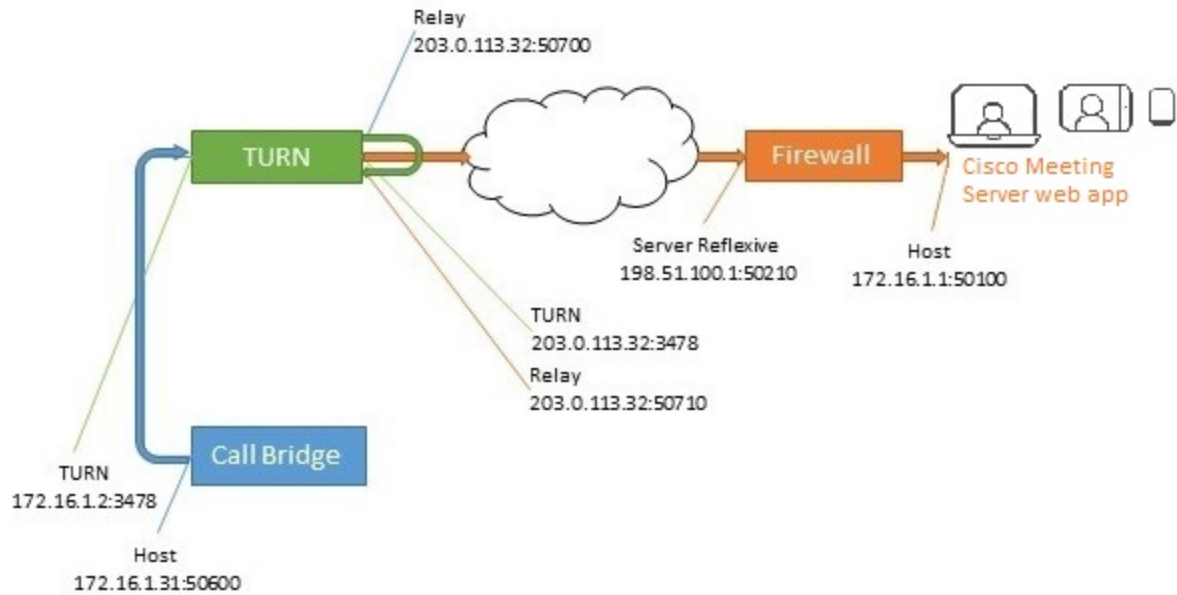 Relay
203.0.113.32:50700
TURN
Firewall
Cisco Meeting
Server web app
Server Reflexive
198.51.100.1:50210
Host
172.16.1.1:50100
TURN
203.0.113.32:3478
Relay
203.0.113.32:50710
Call Bridge
TURN
172.16.1.2:3478
Host
172.16.1.31:50600